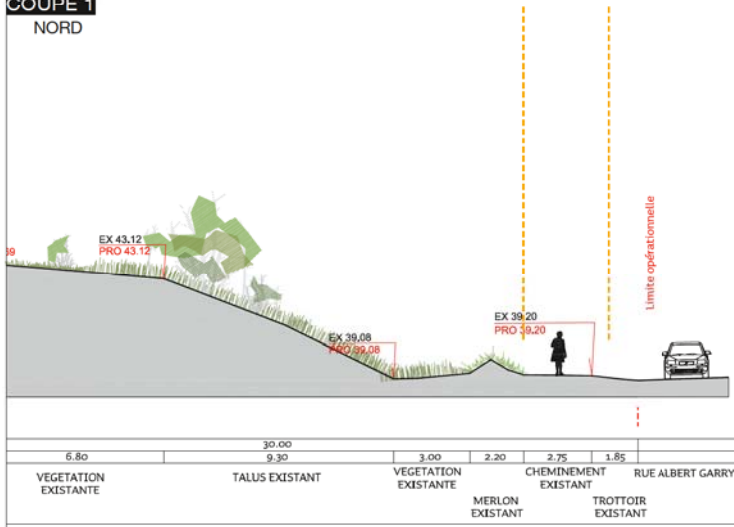 COUPE 1
NORD
Limite opérationnelle
EX 43.12
PRO 43.12
39
EX 39.20
PRO 39.20
EX 39.08
PRO 39.08
30.00
6.80 9.30 3.00 2.20 2.75 1.85
VEGETATION EXISTANTE
TALUS EXISTANT
VEGETATION EXISTANTE
MERLON EXISTANT
CHEMINEMENT EXISTANT
TROTTOIR EXISTANT
RUE ALBERT GARRY